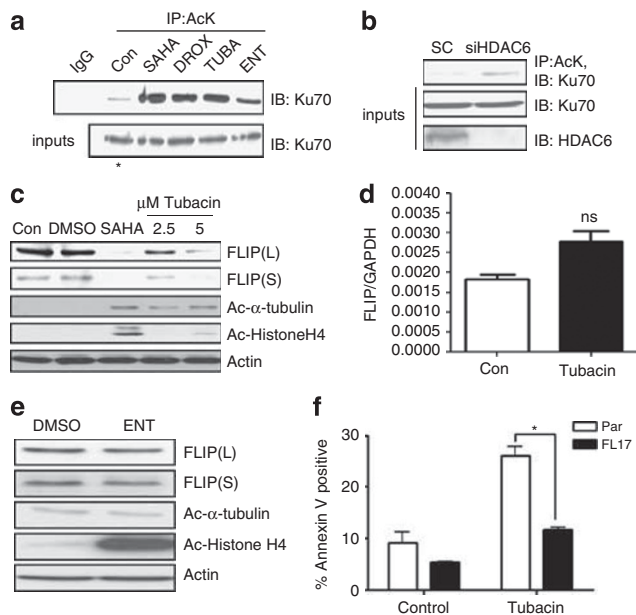 a
IP:AcK
IgG
Con
SAHA
DROX
TUBA
ENT
IB: Ku70
inputs
IB: Ku70
*
b
SC siHDAC6
IP:AcK,
IB: Ku70
inputs
IB: Ku70
IB: HDAC6
c
μM Tubacin
Con DMSO SAHA 2.5 5
FLIP(L)
FLIP(S)
Ac-α-tubulin
Ac-HistoneH4
Actin
d
ns
FLIP/GAPDH
0.0040
0.0035
0.0030
0.0025
0.0020
0.0015
0.0010
0.0005
0.0000
Con Tubacin
e
DMSO ENT
FLIP(L)
FLIP(S)
Ac-α-tubulin
Ac-Histone H4
Actin
f
Par
FL17
*
% Annexin V positive
30
20
10
0
Control Tubacin